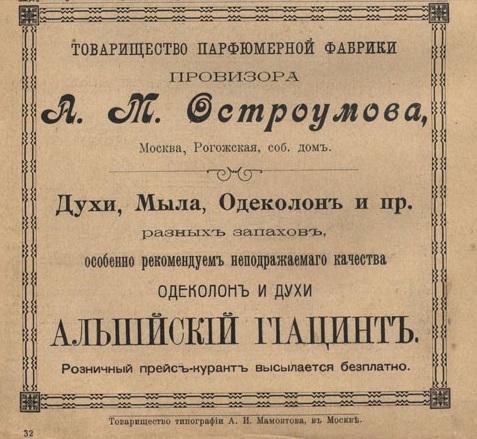 ТОВАРИЩЕСТВО ПАРФЮМЕРНОЙ ФАБРИКИ
ПРОВИЗОРА
А. М. Остроумова,
Москва, Рогожская, соб. домъ.
Духи, Мыла, Одеколонъ и пр.
разныхъ запаховъ,
особенно рекомендуемъ неподражаемаго качества
ОДЕКОЛОНЪ И ДУХИ
АЛЬПІЙСКІЙ ГІАЦИНТЪ.
Розничный прейсъ-курантъ высылается безплатно.
Товарищество типографіи А. И. Мамонтова, въ Москвѣ.
32